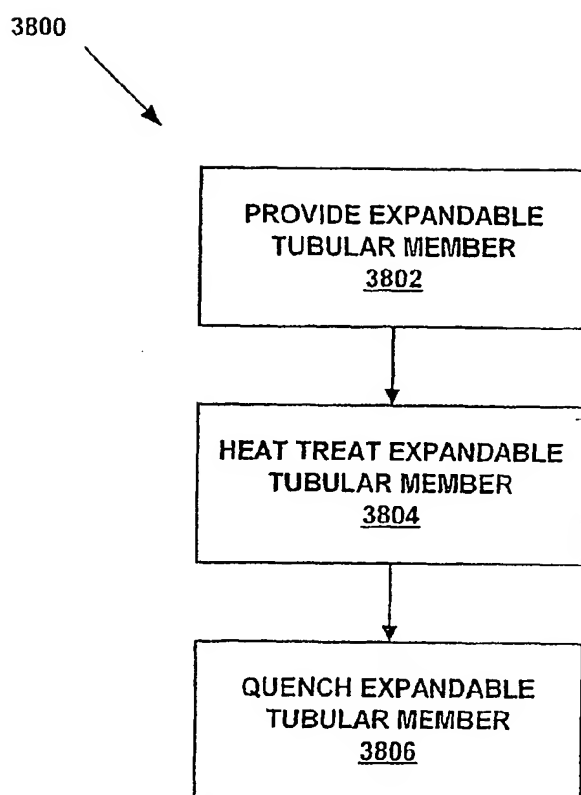 3800
PROVIDE EXPANDABLE
TUBULAR MEMBER
3802
HEAT TREAT EXPANDABLE
TUBULAR MEMBER
3804
QUENCH EXPANDABLE
TUBULAR MEMBER
3806